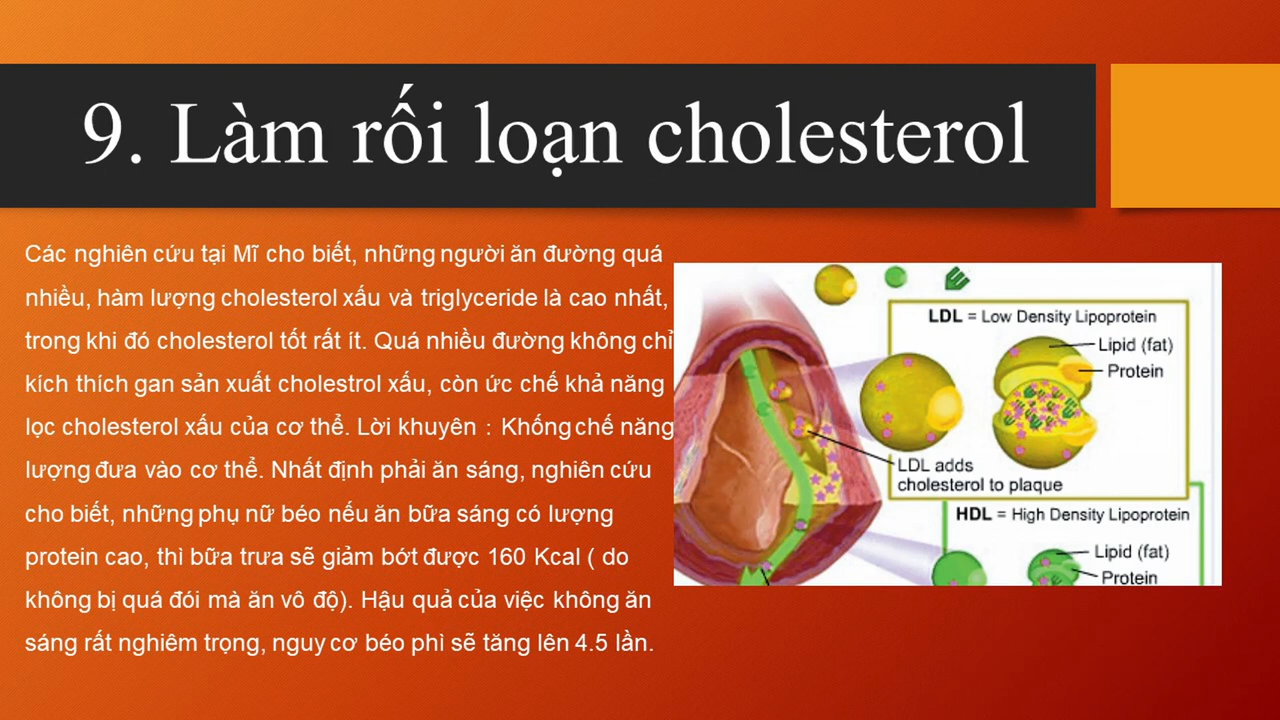 9. Làm rối loạn cholesterol
Các nghiên cứu tại Mĩ cho biết, những người ăn đường quá
nhiều, hàm lượng cholesterol xấu và triglyceride là cao nhất,
trong khi đó cholesterol tốt rất ít. Quá nhiều đường không chỉ
kích thích gan sản xuất cholestrol xấu, còn ức chế khả năng
lọc cholesterol xấu của cơ thể. Lời khuyên : Khống chế năng
lượng đưa vào cơ thể. Nhất định phải ăn sáng, nghiên cứu
cho biết, những phụ nữ béo nếu ăn bữa sáng có lượng
protein cao, thì bữa trưa sẽ giảm bớt được 160 Kcal ( do
không bị quá đói mà ăn vô độ). Hậu quả của việc không ăn
sáng rất nghiêm trọng, nguy cơ béo phì sẽ tăng lên 4.5 lần.
LDL = Low Density Lipoprotein
Lipid (fat)
Protein
LDL adds
cholesterol to plaque
HDL = High Density Lipoprotein
Lipid (fat)
Protein